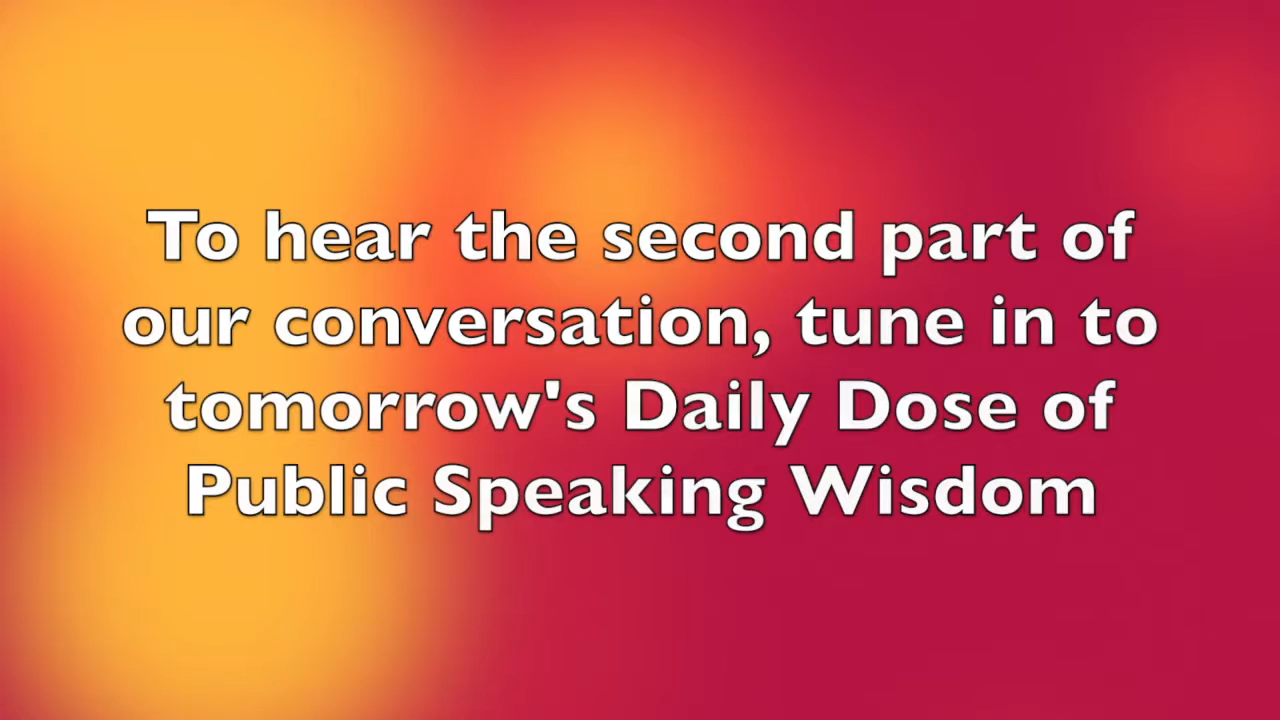 To hear the second part of
our conversation, tune in to
tomorrow's Daily Dose of
Public Speaking Wisdom